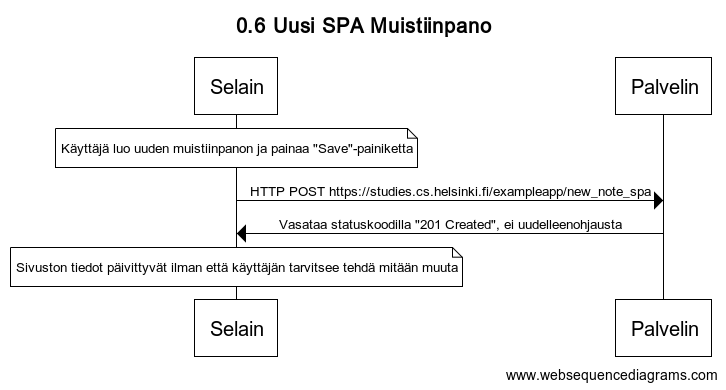 0.6 Uusi SPA Muistiinpano
Selain
Palvelin
Käyttäjä luo uuden muistiinpanon ja painaa "Save"-painiketta
HTTP POST https://studies.cs.helsinki.fi/exampleapp/new_note_spa
Vasataa statuskoodilla "201 Created", ei uudelleenohjausta
Sivuston tiedot päivittyvät ilman että käyttäjän tarvitsee tehdä mitään muuta
Selain
Palvelin
www.websequencediagrams.com